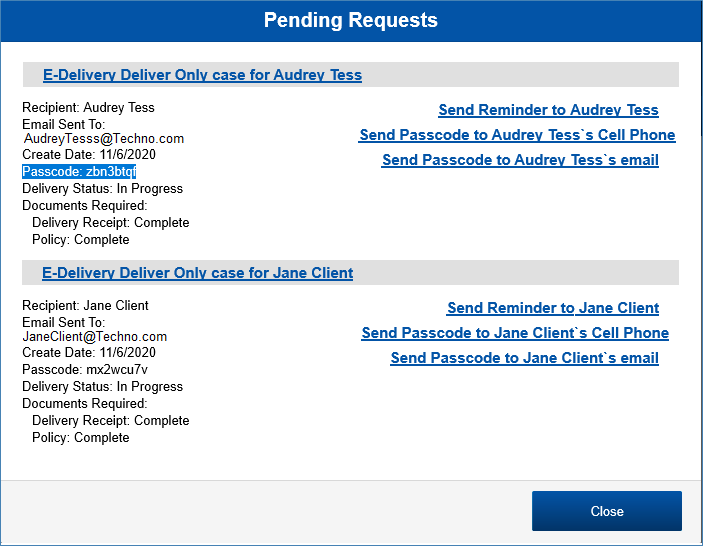 Pending Requests
E-Delivery Deliver Only case for Audrey Tess
Recipient: Audrey Tess
Email Sent To:
AudreyTesss@Techno.com
Create Date: 11/6/2020
Passcode: zbn3btqf
Delivery Status: In Progress
Documents Required:
Delivery Receipt: Complete
Policy: Complete
Send Reminder to Audrey Tess
Send Passcode to Audrey Tess`s Cell Phone
Send Passcode to Audrey Tess`s email
E-Delivery Deliver Only case for Jane Client
Recipient: Jane Client
Email Sent To:
JaneClient@Techno.com
Create Date: 11/6/2020
Passcode: mx2wcu7v
Delivery Status: In Progress
Documents Required:
Delivery Receipt: Complete
Policy: Complete
Send Reminder to Jane Client
Send Passcode to Jane Client`s Cell Phone
Send Passcode to Jane Client`s email
Close